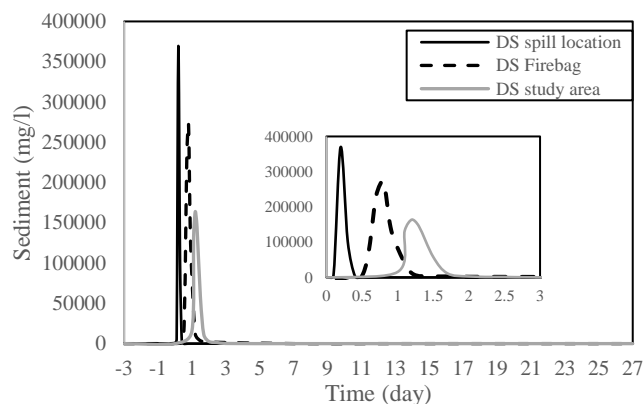 400000
350000
300000
250000
200000
150000
100000
50000
0
Sediment (mg/l)
DS spill location
DS Firebag
DS study area
400000
300000
200000
100000
0
0 0.5 1 1.5 2 2.5 3
-3 -1 1 3 5 7 9 11 13 15 17 19 21 23 25 27
Time (day)